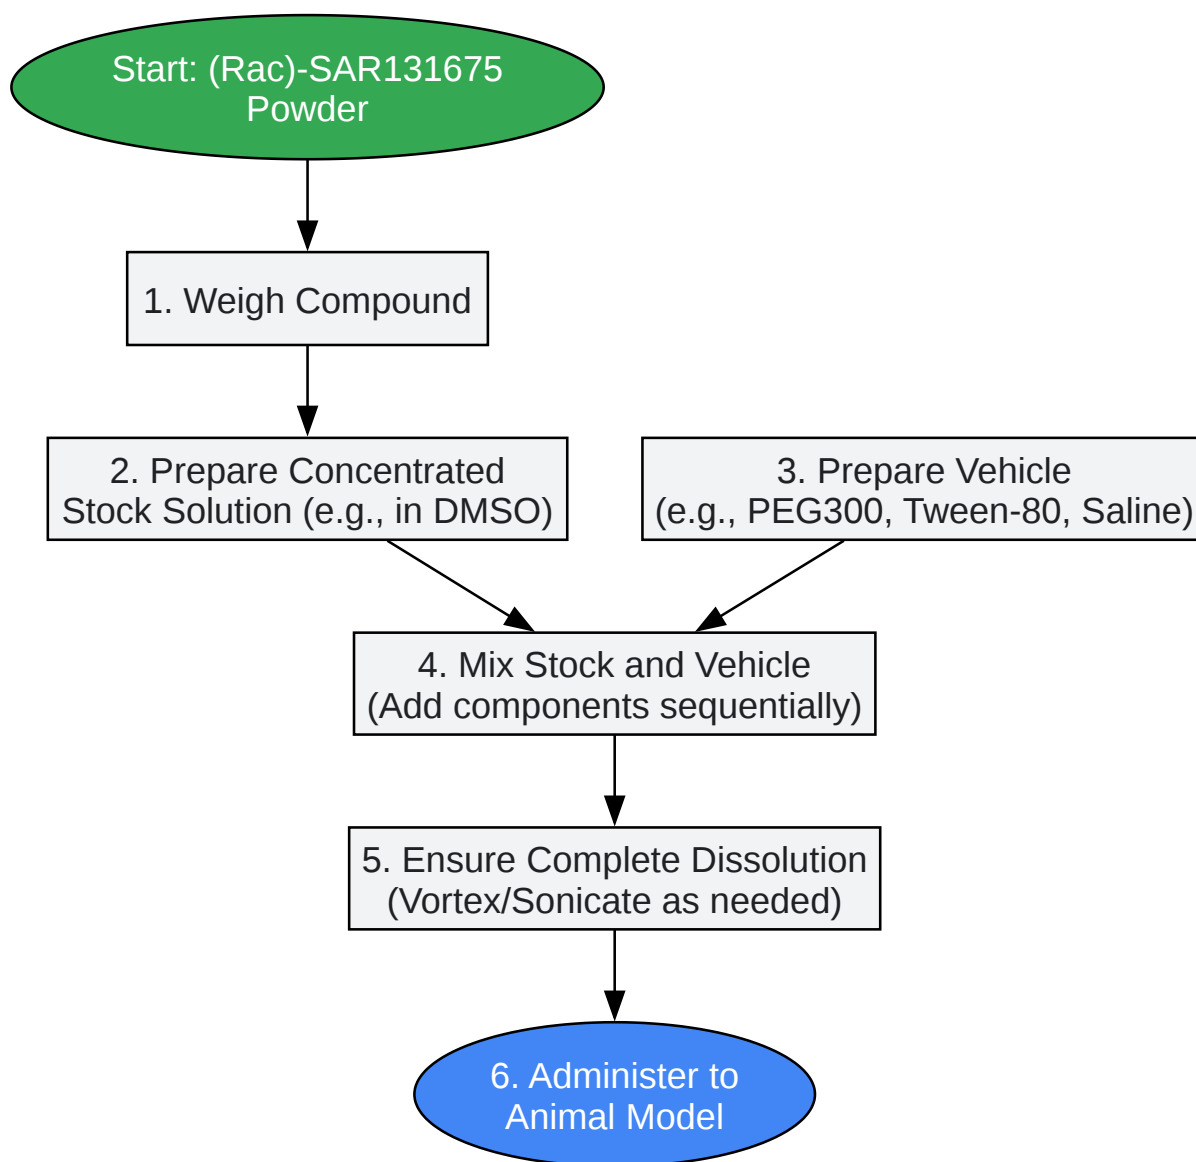 Start: (Rac)-SAR131675
Powder
1. Weigh Compound
2. Prepare Concentrated
Stock Solution (e.g., in DMSO)
3. Prepare Vehicle
(e.g., PEG300, Tween-80, Saline)
4. Mix Stock and Vehicle
(Add components sequentially)
5. Ensure Complete Dissolution
(Vortex/Sonicate as needed)
6. Administer to
Animal Model